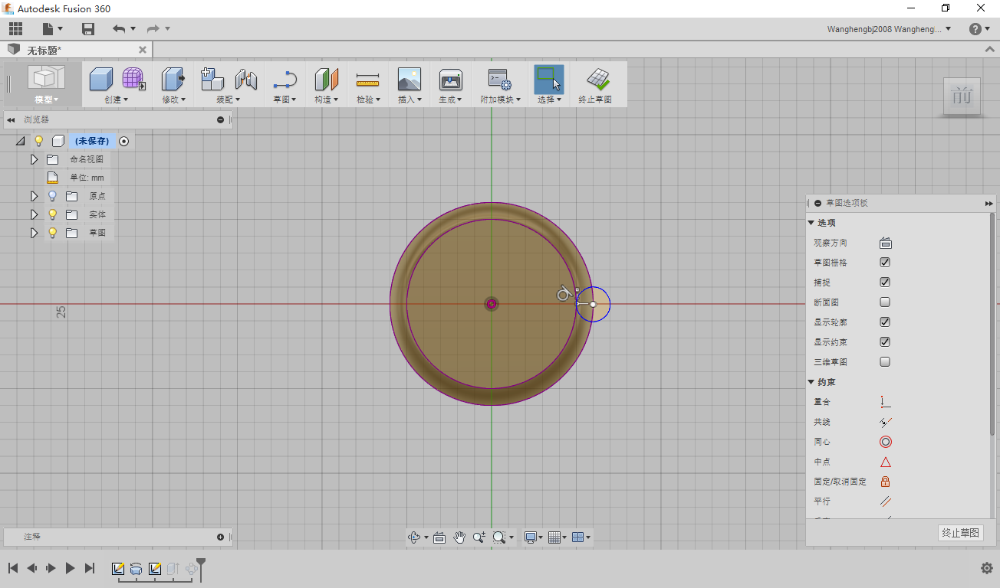 Autodesk Fusion 360
Wanghengbj2008 Wanghengl...
无标题*
模型
创建
修改
装配
草图
构造
检验
插入
生成
附加模块
选择
终止草图
前
浏览器
(未保存)
命名视图
单位: mm
原点
实体
草图
25
草图选项板
选项
观察方向
草图栅格
捕捉
断面图
显示轮廓
显示约束
三维草图
约束
重合
共线
同心
中点
固定/取消固定
平行
终止草图
注释